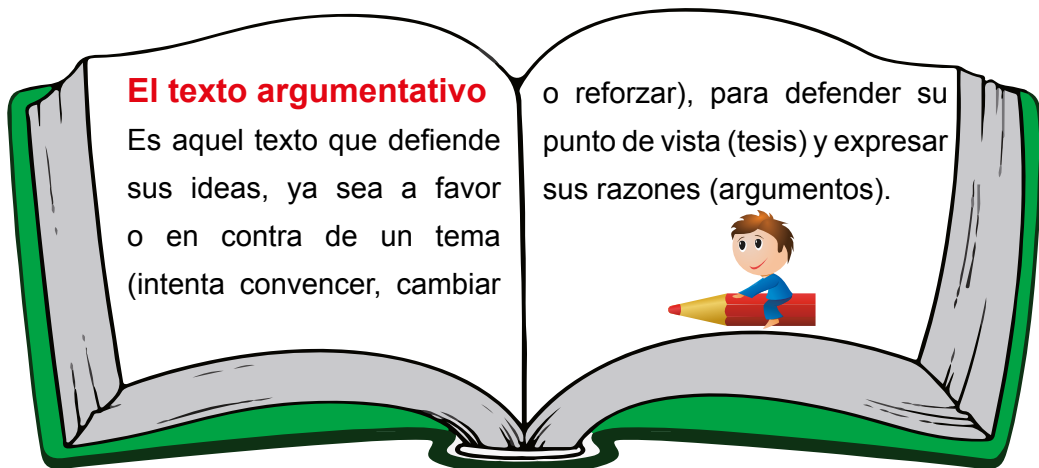 El texto argumentativo
Es aquel texto que defiende
sus ideas, ya sea a favor
o en contra de un tema
(intenta convencer, cambiar
o reforzar), para defender su
punto de vista (tesis) y expresar
sus razones (argumentos).